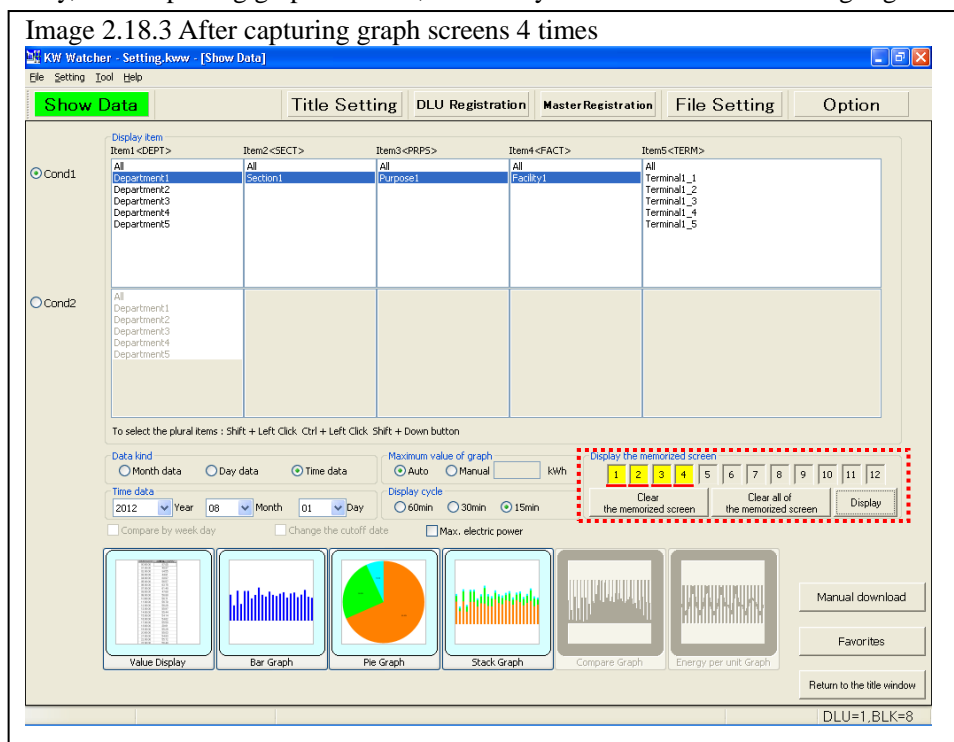 Image 2.18.3 After capturing graph screens 4 times
KW Watcher - Setting.kww - [Show Data]
File Setting Tool Help
Show Data Title Setting DLU Registration Master Registration File Setting Option
Display item
Item1<DEPT> Item2<SECT> Item3<PRPS> Item4<FACT> Item5<TERM>
Cond1
All All All All All
Department1 Section1 Purpose1 Facility1 Terminal1_1
Department2 Terminal1_2
Department3 Terminal1_3
Department4 Terminal1_4
Department5 Terminal1_5
Cond2
All
Department1
Department2
Department3
Department4
Department5
To select the plural items : Shift + Left Click Ctrl + Left Click Shift + Down button
Data kind Maximum value of graph Display the memorized screen
Month data Day data Time data Auto Manual kWh 1 2 3 4 5 6 7 8 9 10 11 12
Time data Display cycle
2012 Year 08 Month 01 Day 60min 30min 15min
Clear the memorized screen
Clear all of the memorized screen
Display
Compare by week day Change the cutoff date Max. electric power
Value Display Bar Graph Pie Graph Stack Graph Compare Graph Energy per unit Graph
Manual download
Favorites
Return to the title window
DLU=1,BLK=8